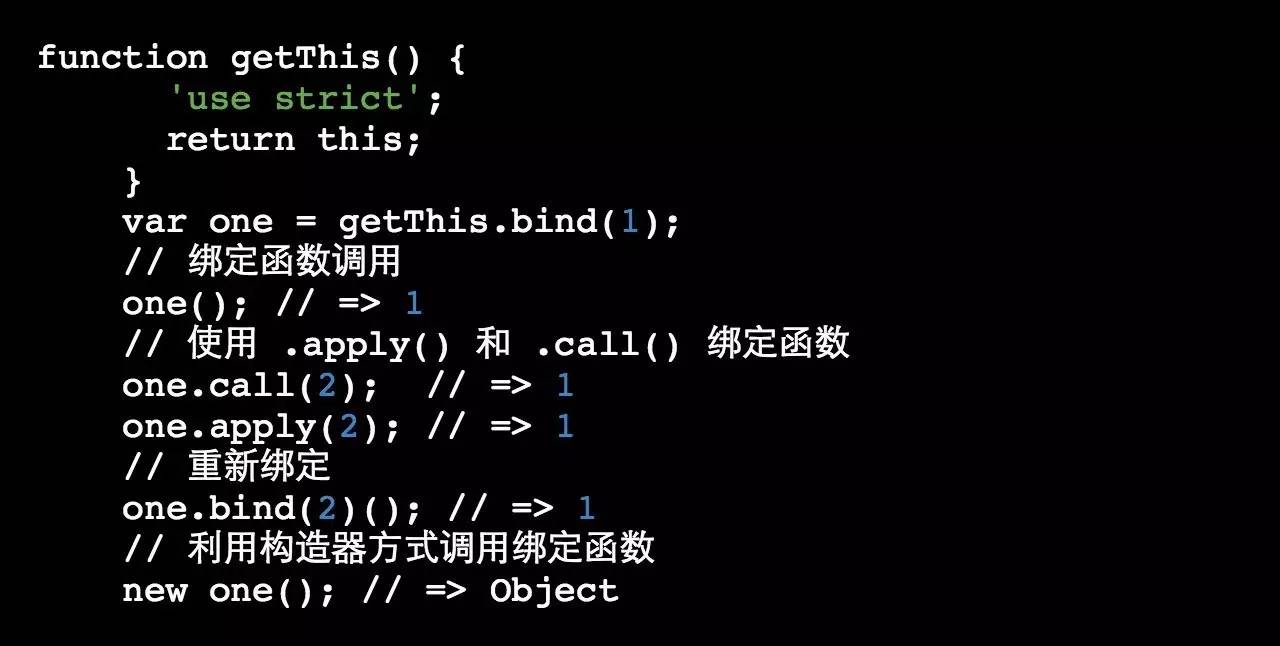 function getThis() {
'use strict';
return this;
}
var one = getThis.bind(1);
// 绑定函数调用
one(); // => 1
// 使用 .apply() 和 .call() 绑定函数
one.call(2);  // => 1
one.apply(2); // => 1
// 重新绑定
one.bind(2)(); // => 1
// 利用构造器方式调用绑定函数
new one(); // => Object